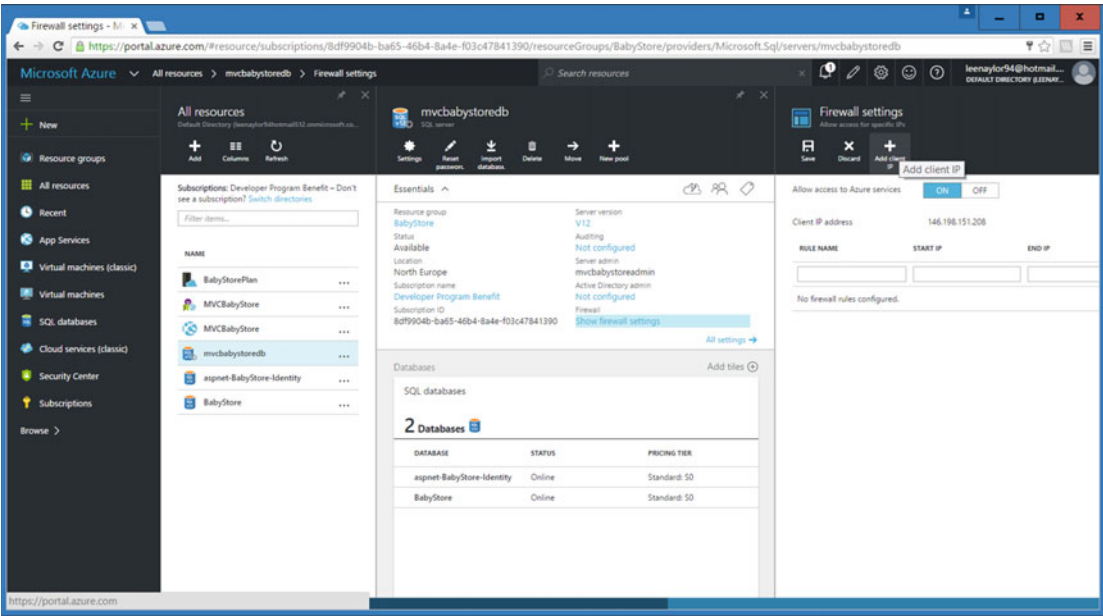 Firewall settings - Mi
https://portal.azure.com/#resource/subscriptions/8df9904b-ba65-46b4-8a4e-f03c47841390/resourceGroups/BabyStore/providers/Microsoft.Sql/servers/mvcbabystoredb
Microsoft Azure All resources > mvcbabystoredb > Firewall settings
Search resources
leenaylor94@hotmail....
DEFAULT DIRECTORY (LEENAY...
New
Resource groups
All resources
Recent
App Services
Virtual machines (classic)
Virtual machines
SQL databases
Cloud services (classic)
Security Center
Subscriptions
Browse >
All resources
Add Columns Refresh
Subscriptions: Developer Program Benefit – Don't
see a subscription? Switch directories
Filter items...
NAME
BabyStorePlan ...
MVCBabyStore ...
MVCBabyStore ...
mvcbabystoredb ...
aspnet-BabyStore-Identity ...
BabyStore ...
mvcbabystoredb
SQL server
Settings Reset passwor... Import databas... Delete Move New pool
Essentials
Resource group
BabyStore
Status
Available
Location
North Europe
Subscription name
Developer Program Benefit
Subscription ID
8df9904b-ba65-46b4-8a4e-f03c47841390
Server version
V12
Auditing
Not configured
Server admin
mvcbabystoreadmin
Active Directory admin
Not configured
Firewall
Show firewall settings
All settings →
Databases Add tiles
SQL databases
2 Databases
DATABASE STATUS PRICING TIER
aspnet-BabyStore-Identity Online Standard: S0
BabyStore Online Standard: S0
Firewall settings
Allow access for specific IPs
Save Discard Add client IP
Add client IP
Allow access to Azure services ON OFF
Client IP address 146.198.151.208
RULE NAME START IP END IP
No firewall rules configured.
https://portal.azure.com